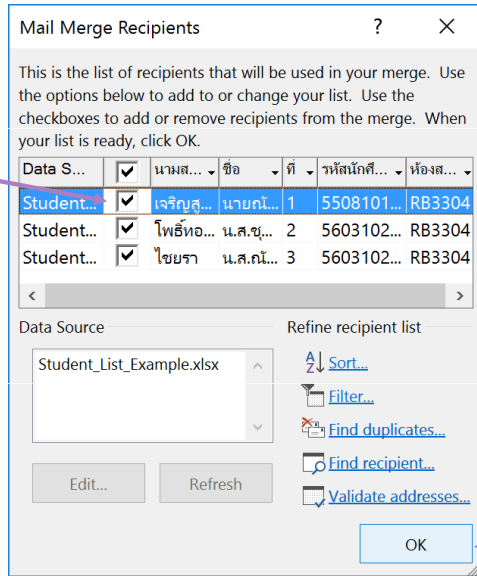 Mail Merge Recipients
This is the list of recipients that will be used in your merge. Use
the options below to add to or change your list. Use the
checkboxes to add or remove recipients from the merge. When
your list is ready, click OK.
Data S... นามส... ชื่อ ที่ รหัสนักศึ... ห้องส...
Student... เจริญสู... นายณั... 1 5508101... RB3304
Student... โพธิ์ทอ... น.ส.ชุ... 2 5603102... RB3304
Student... ไชยรา น.ส.ณั... 3 5603102... RB3304
Data Source Refine recipient list
Student_List_Example.xlsx
Sort...
Filter...
Find duplicates...
Find recipient...
Edit... Refresh
Validate addresses...
OK